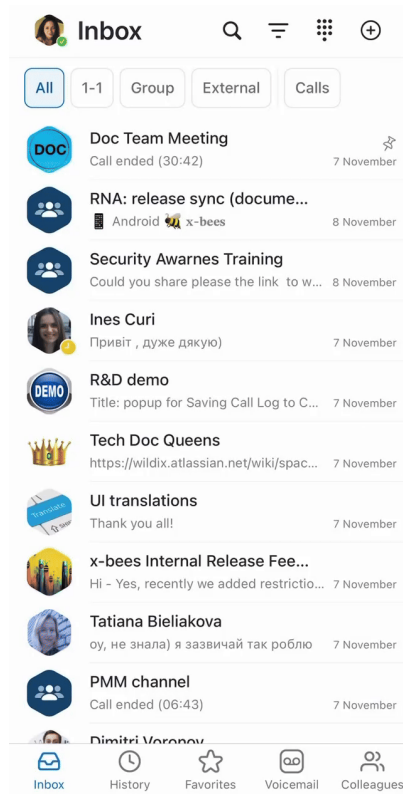 Inbox
All 1-1 Group External Calls
DOC
Doc Team Meeting
Call ended (30:42) 7 November
RNA: release sync (docume...
📱 Android 🐝 x-bees 8 November
Security Awarnes Training
Could you share please the link to w... 8 November
Ines Curi
Привіт , дуже дякую) 7 November
DEMO
R&D demo
Title: popup for Saving Call Log to C... 7 November
Tech Doc Queens
https://wildix.atlassian.net/wiki/spac... 7 November
Translate
UI translations
Thank you all! 7 November
x-bees Internal Release Fee...
Hi - Yes, recently we added restrictio... 7 November
Tatiana Bieliakova
оу, не знала) я зазвичай так роблю 7 November
PMM channel
Call ended (06:43) 7 November
Dimitri Voronov
Inbox History Favorites Voicemail Colleagues